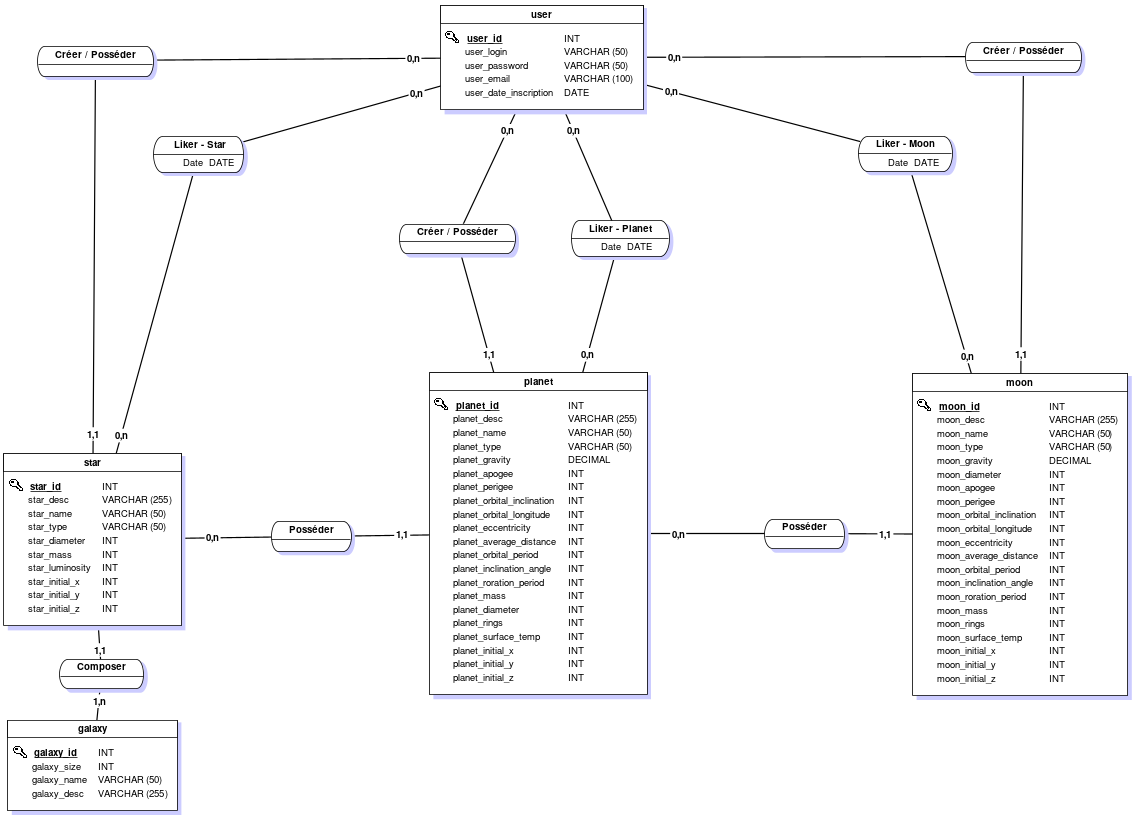 user
user_id INT
user_login VARCHAR (50)
user_password VARCHAR (50)
user_email VARCHAR (100)
user_date_inscription DATE
Créer / Posséder
0,n
0,n
Créer / Posséder
0,n
0,n
Liker - Star
Date DATE
0,n
0,n
Liker - Moon
Date DATE
Créer / Posséder
Liker - Planet
Date DATE
1,1
0,n
0,n
1,1
1,1
0,n
planet
planet_id INT
planet_desc VARCHAR (255)
planet_name VARCHAR (50)
planet_type VARCHAR (50)
planet_gravity DECIMAL
planet_apogee INT
planet_perigee INT
planet_orbital_inclination INT
planet_orbital_longitude INT
planet_eccentricity INT
planet_average_distance INT
planet_orbital_period INT
planet_inclination_angle INT
planet_roration_period INT
planet_mass INT
planet_diameter INT
planet_rings INT
planet_surface_temp INT
planet_initial_x INT
planet_initial_y INT
planet_initial_z INT
moon
moon_id INT
moon_desc VARCHAR (255)
moon_name VARCHAR (50)
moon_type VARCHAR (50)
moon_gravity DECIMAL
moon_diameter INT
moon_apogee INT
moon_perigee INT
moon_orbital_inclination INT
moon_orbital_longitude INT
moon_eccentricity INT
moon_average_distance INT
moon_orbital_period INT
moon_inclination_angle INT
moon_roration_period INT
moon_mass INT
moon_rings INT
moon_surface_temp INT
moon_initial_x INT
moon_initial_y INT
moon_initial_z INT
star
star_id INT
star_desc VARCHAR (255)
star_name VARCHAR (50)
star_type VARCHAR (50)
star_diameter INT
star_mass INT
star_luminosity INT
star_initial_x INT
star_initial_y INT
star_initial_z INT
0,n
Posséder
1,1
0,n
Posséder
1,1
1,1
Composer
1,n
galaxy
galaxy_id INT
galaxy_size INT
galaxy_name VARCHAR (50)
galaxy_desc VARCHAR (255)